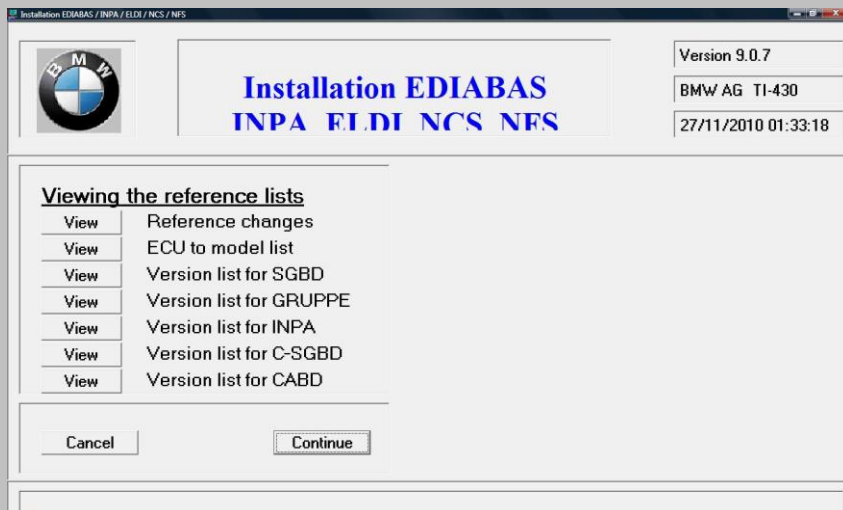 Installation EDIABAS / INPA / ELDI / NCS / NFS
BMW
Installation EDIABAS
INPA ELDI NCS NFS
Version 9.0.7
BMW AG TI-430
27/11/2010 01:33:18
Viewing the reference lists
View Reference changes
View ECU to model list
View Version list for SGBD
View Version list for GRUPPE
View Version list for INPA
View Version list for C-SGBD
View Version list for CABD
Cancel Continue